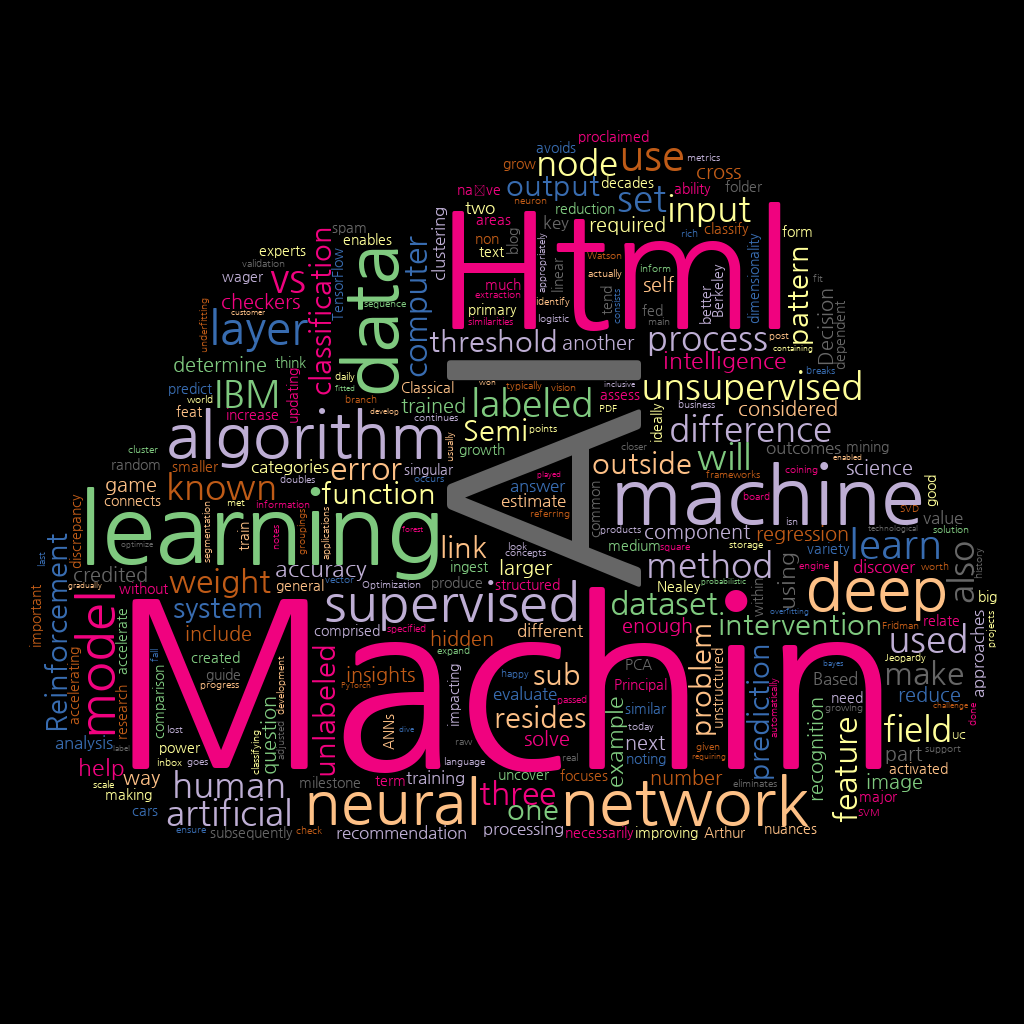 proclaimed
avoids
metrics
grow
node
use
cross
naïve
output
decades
ability
folder
neuron
set
input
two
areas
reduction
key
required
classify
form
rich
Html
spam
enables
clustering
non
blog
text
appropriately
linear
Watson
actually
inform
self
experts
validation
wager
VS
classification
TensorFlow
data
computer
sequence
much
extraction
primary
similarities
identify
logistic
tend
consists
fed
main
better
Berkeley
dimensionality
pattern
fit
Decision
dependent
checkers
underfitting
customer
layer
threshold
another
process
post
containing
intelligence
breaks
determine
think
predict
IBM
daily
fitted
Classical
won
typically
vision
inclusive
assess
unsupervised
world
updating
branch
trained
labeled
PDF
business
considered
feat
increase
develop
continues
algorithm
usually
Semi
points
ideally
difference
closer
AI
cluster
growth
outside
will
outcomes
mining
enabled
random
smaller
categories
error
singular
doubles
occurs
played
frameworks
coining
science
game
connects
known
function
answer
estimate
referring
common
machine
board
SVD
good
value
discrepancy
segmentation
met
train
information
notes
groupings
applications
learning
forest
optimize
link
look
concepts
products
component
isn
regression
technological
solution
last
Reinforcement
medium
square
storage
engine
variety
learn
also
history
credited
accuracy
ingest
larger
method
discover
worth
gradually
without
weight
general
vector
Optimization
produce
structured
Nealey
probabilistic
within
using
deep
big
important
model
accelerate
system
supervised
dataset
overfitting
projects
accelerating
research
include
comprised
specified
hidden
different
enough
intervention
Fridman
relate
used
approaches
created
expand
Jeopardy
fall
comparison
guide
progress
development
unlabeled
insights
PyTorch
impacting
happy
sub
PCA
problem
unstructured
prediction
bayes
Based
make
Machin
evaluate
Principal
passed
automatically
need
reduce
challenge
done
ANNs
resides
example
similar
growing
lost
adjusted
question
dive
solve
today
recognition
feature
field
uc
analysis
label
power
classifying
raw
next
noting
given
requiring
part
support
inbox
goes
language
real
help
way
milestone
term
training
uncover
focuses
number
eliminates
activated
scale
making
human
neural
three
network
image
major
cars
artificial
one
SVM
ensure
subsequently
check
recommendation
processing
necessarily
improving
Arthur
nuances